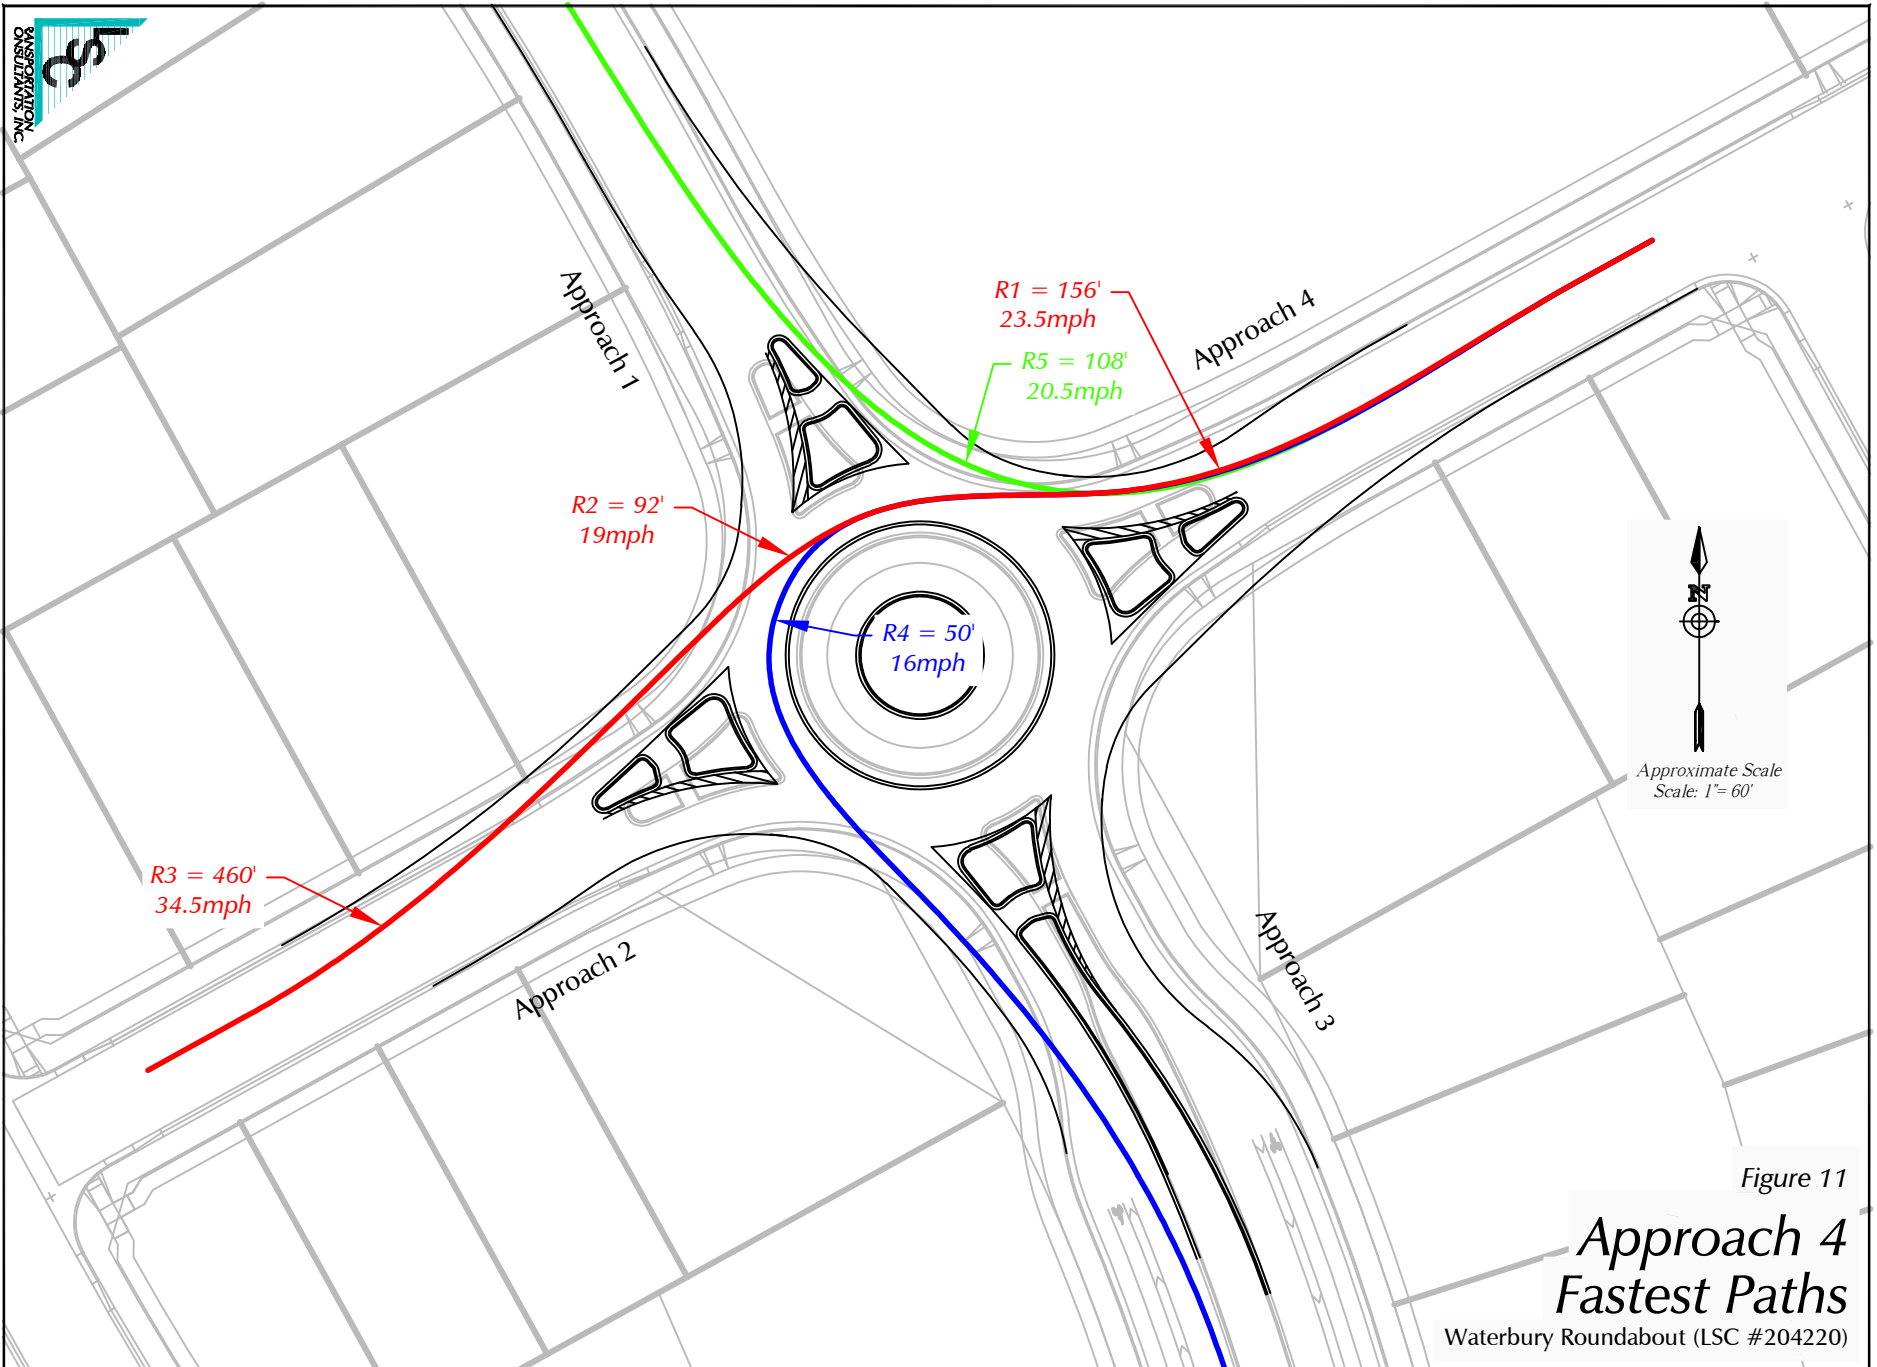 LSC
TRANSPORTATION
CONSULTANTS, INC.
Approach 1
R1 = 156'
23.5mph
Approach 4
R5 = 108'
20.5mph
R2 = 92'
19mph
R4 = 50'
16mph
N
Approximate Scale
Scale: 1"= 60'
R3 = 460'
34.5mph
Approach 2
Approach 3
Figure 11
Approach 4
Fastest Paths
Waterbury Roundabout (LSC #204220)